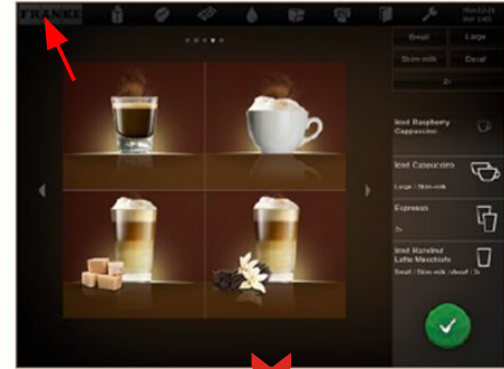 FRANKE
Small Large
Skim milk Decaf
2x
Iced Raspberry
Cappuccino
Iced Cappuccino
Large / Skim milk
Espresso
2x
Iced Hazelnut
Latte Macchiato
Small / Skim milk / decaf / 2x